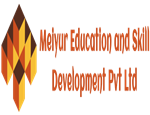 Melyur Education and Skill
Development Pvt Ltd